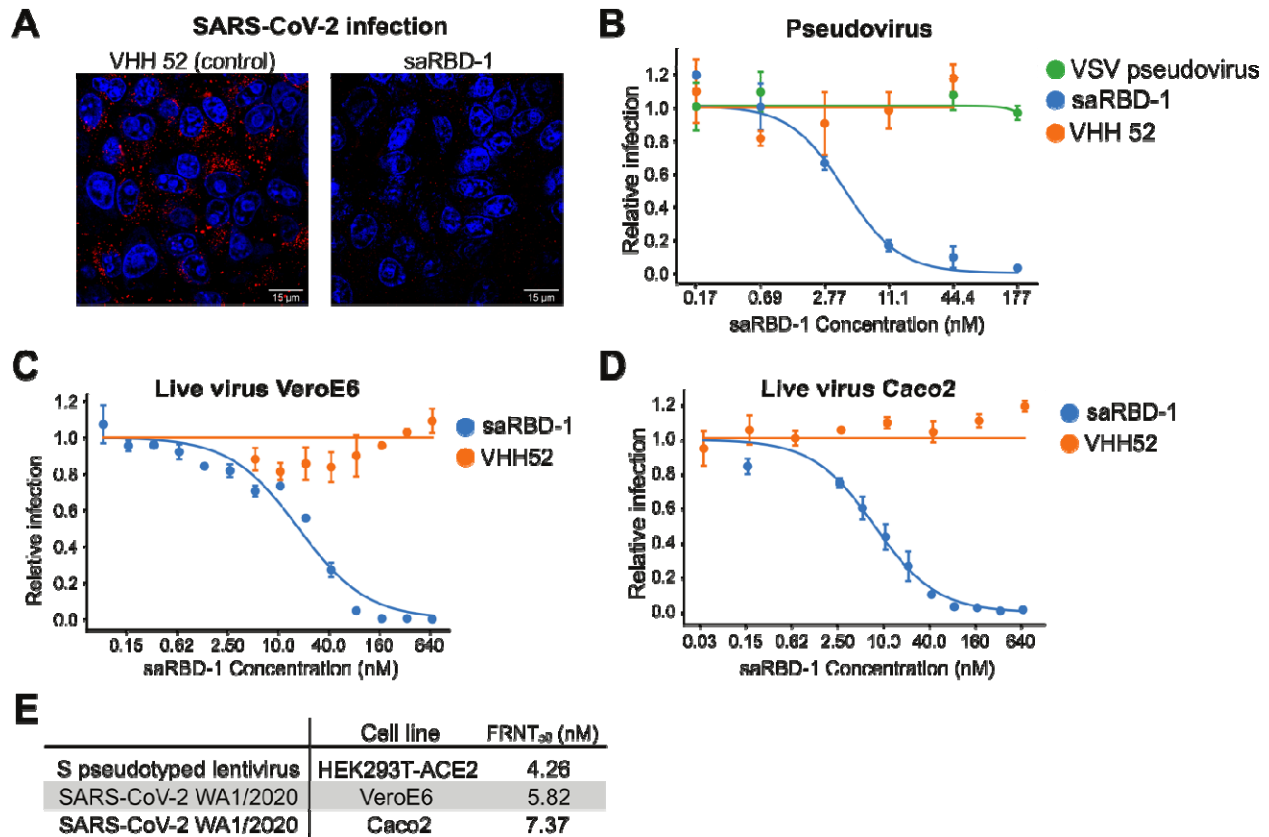 A
SARS-CoV-2 infection
VHH 52 (control)
saRBD-1
15 µm
15 µm
B
Pseudovirus
1.2
1.0
0.8
0.6
0.4
0.2
0.0
Relative infection
0.17 0.69 2.77 11.1 44.4 177
saRBD-1 Concentration (nM)
VSV pseudovirus
saRBD-1
VHH 52
C
Live virus VeroE6
1.2
1.0
0.8
0.6
0.4
0.2
0.0
Relative infection
0.15 0.62 2.50 10.0 40.0 160 640
saRBD-1 Concentration (nM)
saRBD-1
VHH52
D
Live virus Caco2
1.2
1.0
0.8
0.6
0.4
0.2
0.0
Relative infection
0.03 0.15 0.62 2.50 10.0 40.0 160 640
saRBD-1 Concentration (nM)
saRBD-1
VHH52
E
Cell line FRNT₅₀ (nM)
S pseudotyped lentivirus HEK293T-ACE2 4.26
SARS-CoV-2 WA1/2020 VeroE6 5.82
SARS-CoV-2 WA1/2020 Caco2 7.37